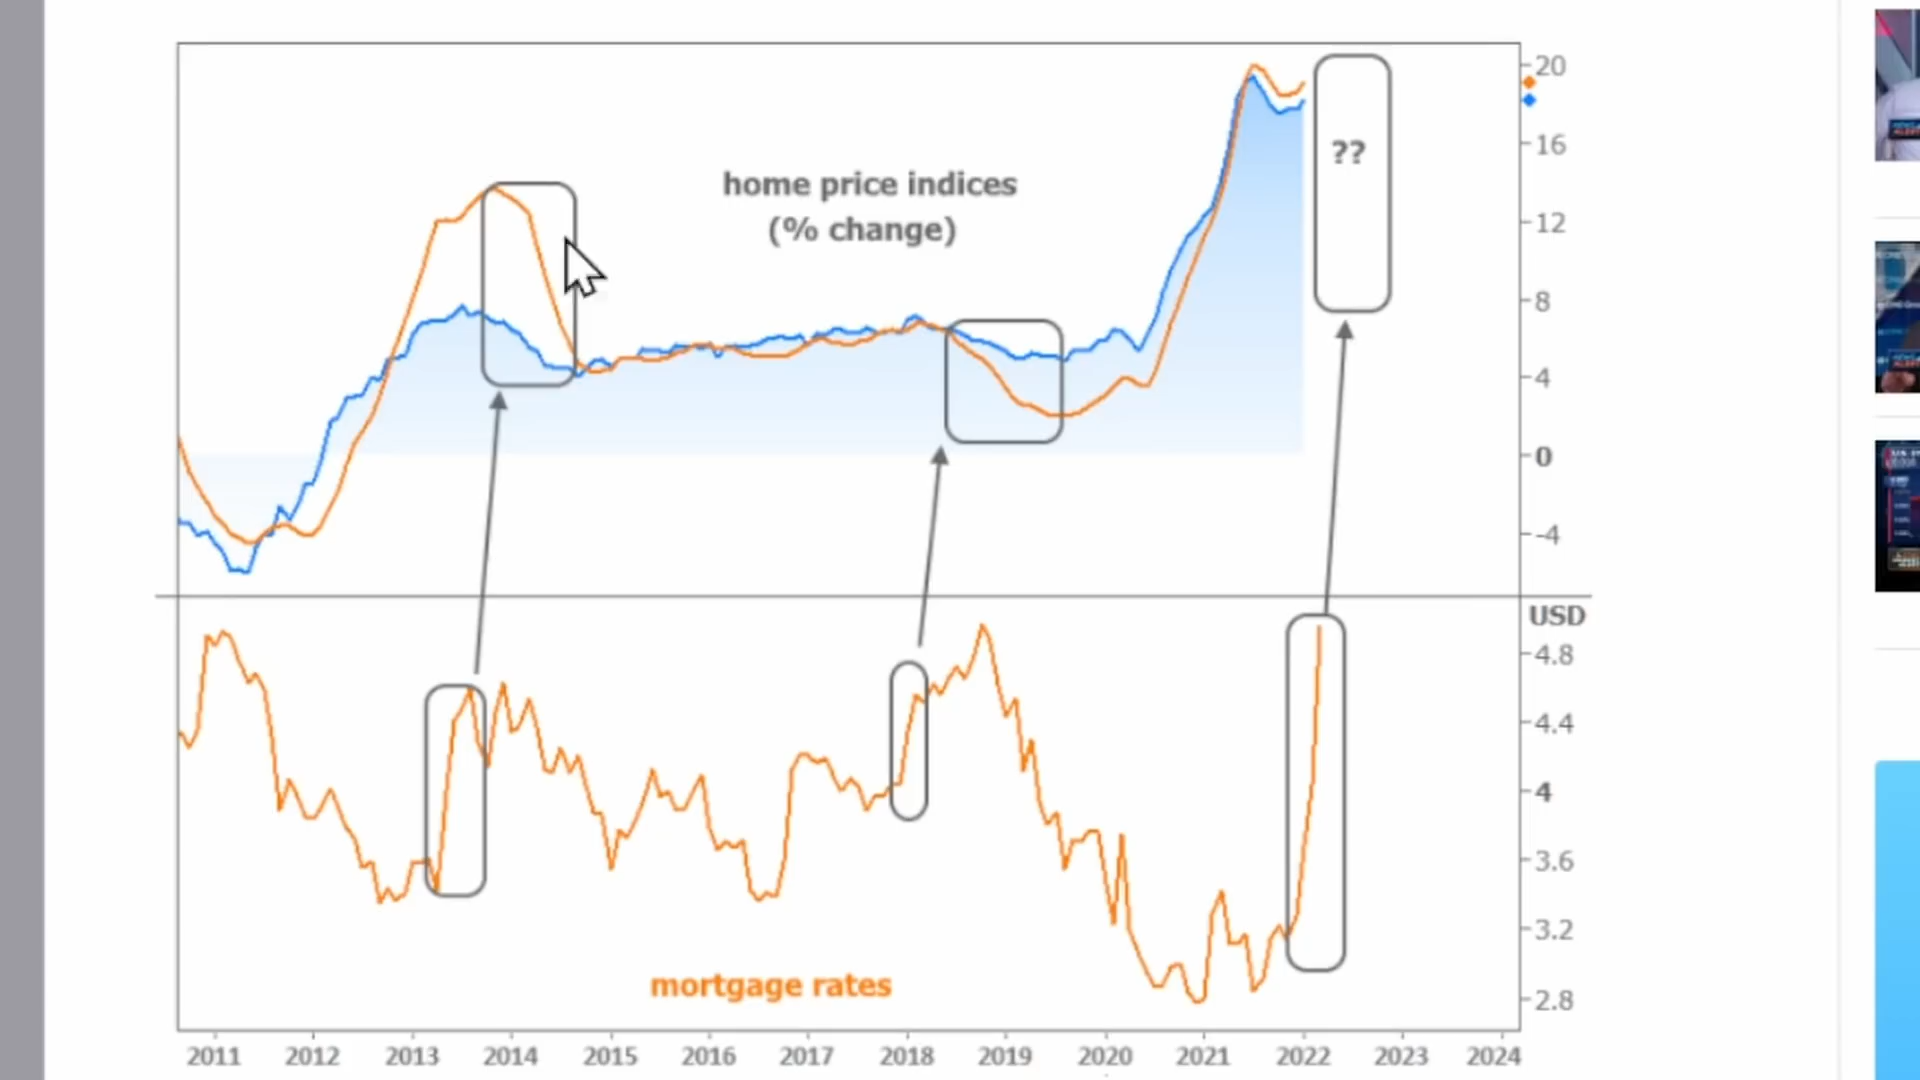 home price indices
(% change)
??
20
16
12
8
4
0
-4
USD
4.8
4.4
4
3.6
3.2
2.8
mortgage rates
2011 2012 2013 2014 2015 2016 2017 2018 2019 2020 2021 2022 2023 2024